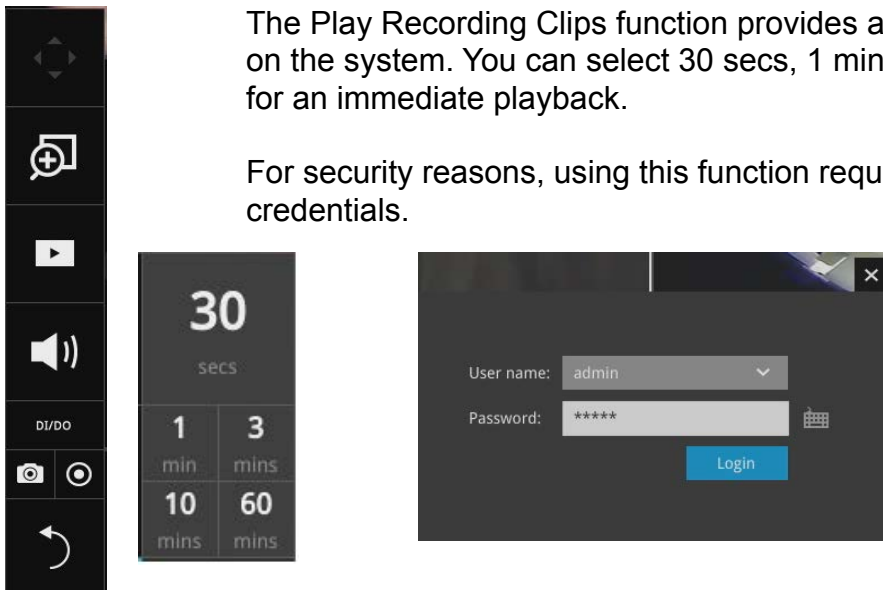 The Play Recording Clips function provides a
on the system. You can select 30 secs, 1 min
for an immediate playback.
For security reasons, using this function requ
credentials.
30
secs
1 3
min mins
10 60
mins mins
DI/DO
User name: admin
Password: *****
Login